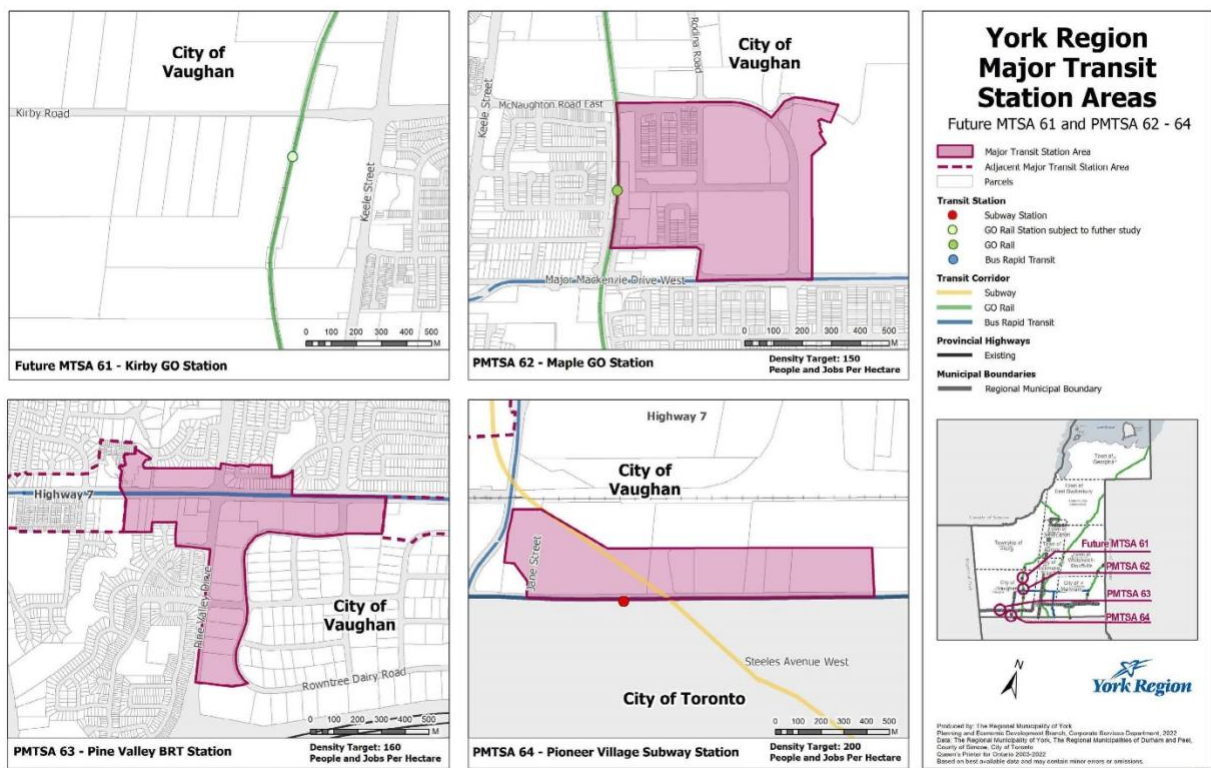 City of
Vaughan
Kirby Road
Keele Street
0 100 200 300 400 500
M
Future MTSA 61 - Kirby GO Station
City of
Vaughan
Rodina Road
McNaughton Road East
Keele Street
Major Mackenzie Drive West
0 100 200 300 400 500
M
PMTSA 62 - Maple GO Station
Density Target: 150
People and Jobs Per Hectare
Highway 7
City of
Vaughan
Rowntree Dairy Road
0 100 200 300 400 500
M
PMTSA 63 - Pine Valley BRT Station
Density Target: 160
People and Jobs Per Hectare
Highway 7
City of
Vaughan
Jane Street
Steeles Avenue West
City of Toronto
0 100 200 300 400 500
M
PMTSA 64 - Pioneer Village Subway Station
Density Target: 200
People and Jobs Per Hectare
York Region
Major Transit
Station Areas
Future MTSA 61 and PMTSA 62 - 64
Major Transit Station Area
Adjacent Major Transit Station Area
Parcels
Transit Station
Subway Station
GO Rail Station subject to futher study
GO Rail
Bus Rapid Transit
Transit Corridor
Subway
GO Rail
Bus Rapid Transit
Provincial Highways
Existing
Municipal Boundaries
Regional Municipal Boundary
Future MTSA 61
PMTSA 62
PMTSA 63
PMTSA 64
N
York Region
Produced by: The Regional Municipality of York
Planning and Economic Development Branch, Corporate Services Department, 2022
Data: The Regional Municipality of York, The Regional Municipalities of Durham and Peel,
County of Simcoe, City of Toronto
Queen's Printer for Ontario 2003-2022
Based on best available data and may contain minor errors or omissions.